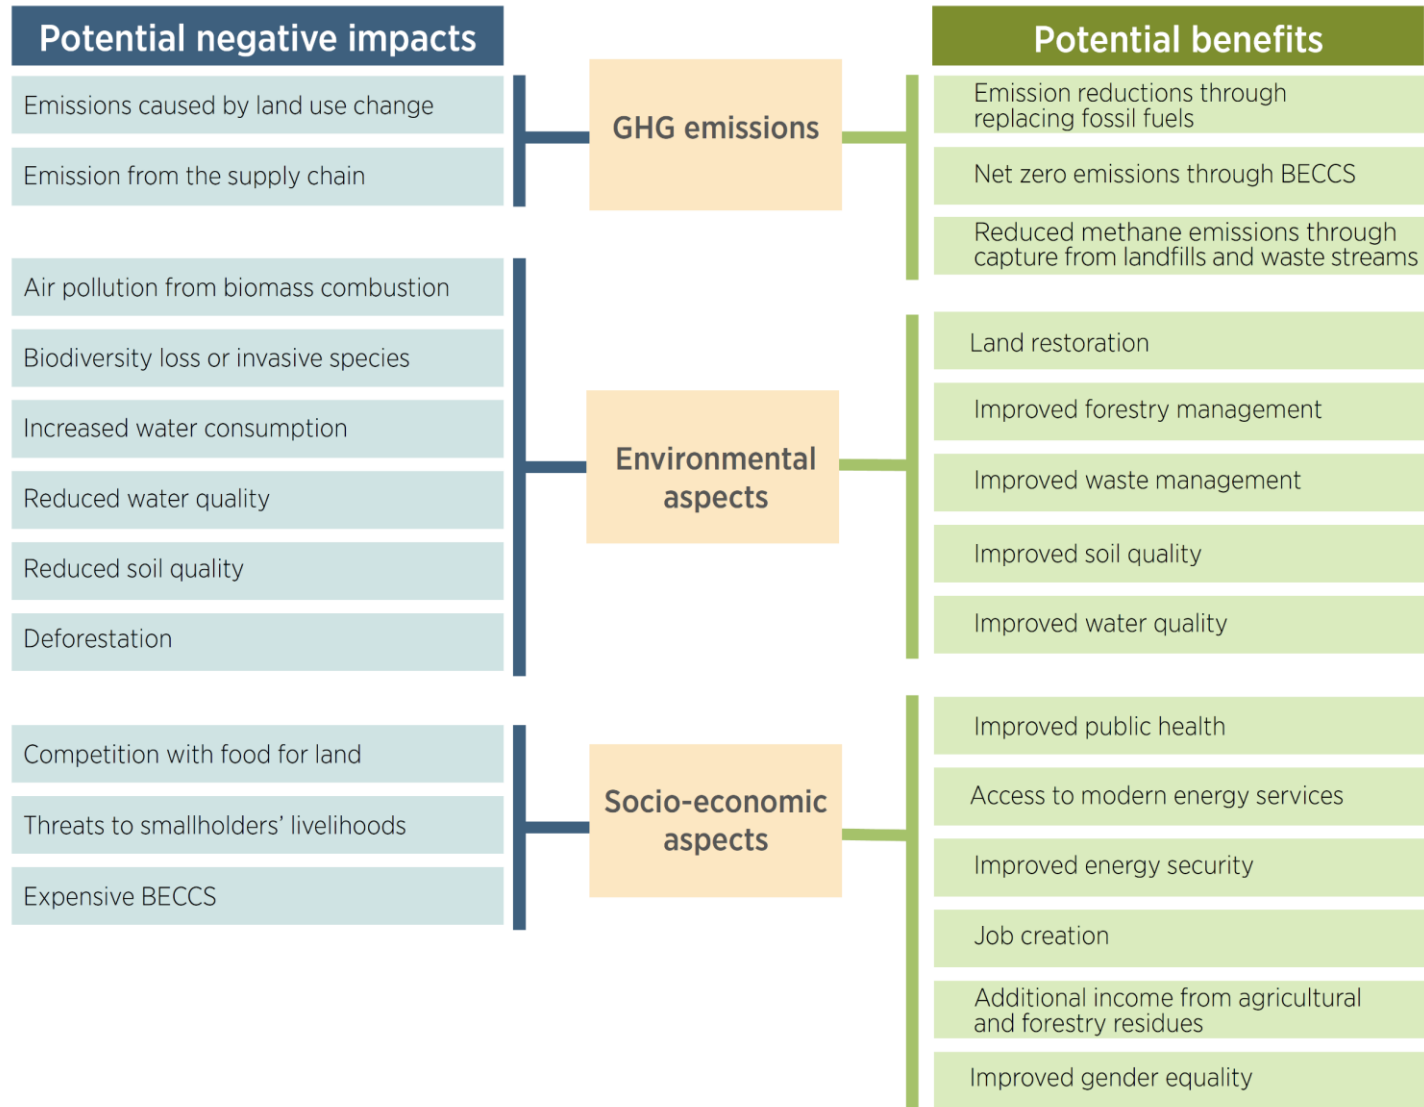 Potential negative impacts
Emissions caused by land use change
Emission from the supply chain
Air pollution from biomass combustion
Biodiversity loss or invasive species
Increased water consumption
Reduced water quality
Reduced soil quality
Deforestation
Competition with food for land
Threats to smallholders’ livelihoods
Expensive BECCS
GHG emissions
Environmental
aspects
Socio-economic
aspects
Potential benefits
Emission reductions through
replacing fossil fuels
Net zero emissions through BECCS
Reduced methane emissions through
capture from landfills and waste streams
Land restoration
Improved forestry management
Improved waste management
Improved soil quality
Improved water quality
Improved public health
Access to modern energy services
Improved energy security
Job creation
Additional income from agricultural
and forestry residues
Improved gender equality